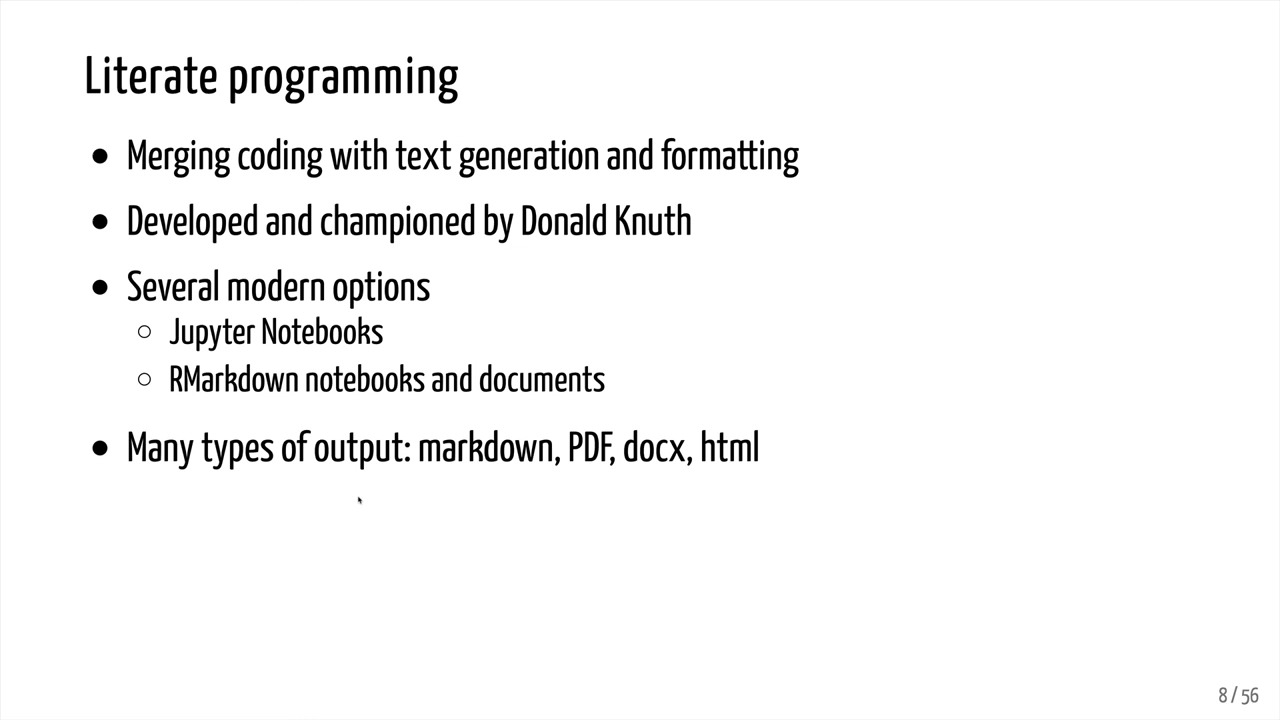 Literate programming
• Merging coding with text generation and formatting
• Developed and championed by Donald Knuth
• Several modern options
○ Jupyter Notebooks
○ RMarkdown notebooks and documents
• Many types of output: markdown, PDF, docx, html
8 / 56